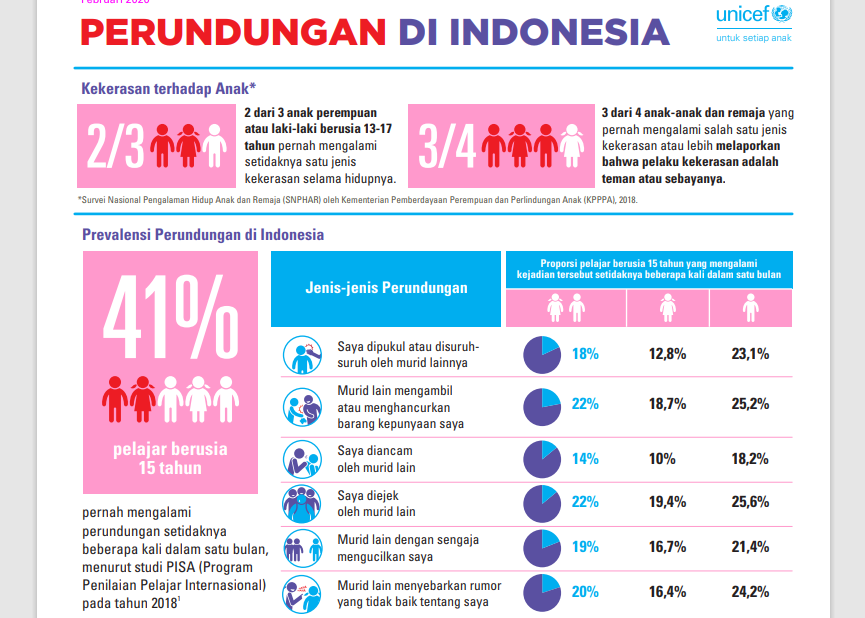 Februari 2020
PERUNDUNGAN DI INDONESIA
unicef
untuk setiap anak
Kekerasan terhadap Anak*
2/3
2 dari 3 anak perempuan
atau laki-laki berusia 13-17
tahun pernah mengalami
setidaknya satu jenis
kekerasan selama hidupnya.
3/4
3 dari 4 anak-anak dan remaja yang
pernah mengalami salah satu jenis
kekerasan atau lebih melaporkan
bahwa pelaku kekerasan adalah
teman atau sebayanya.
*Survei Nasional Pengalaman Hidup Anak dan Remaja (SNPHAR) oleh Kementerian Pemberdayaan Perempuan dan Perlindungan Anak (KPPPA), 2018.
Prevalensi Perundungan di Indonesia
41%
pelajar berusia
15 tahun
pernah mengalami
perundungan setidaknya
beberapa kali dalam satu bulan,
menurut studi PISA (Program
Penilaian Pelajar Internasional)
pada tahun 2018¹
Jenis-jenis Perundungan
Proporsi pelajar berusia 15 tahun yang mengalami
kejadian tersebut setidaknya beberapa kali dalam satu bulan
Saya dipukul atau disuruh-
suruh oleh murid lainnya
18% 12,8% 23,1%
Murid lain mengambil
atau menghancurkan
barang kepunyaan saya
22% 18,7% 25,2%
Saya diancam
oleh murid lain
14% 10% 18,2%
Saya diejek
oleh murid lain
22% 19,4% 25,6%
Murid lain dengan sengaja
mengucilkan saya
19% 16,7% 21,4%
Murid lain menyebarkan rumor
yang tidak baik tentang saya
20% 16,4% 24,2%